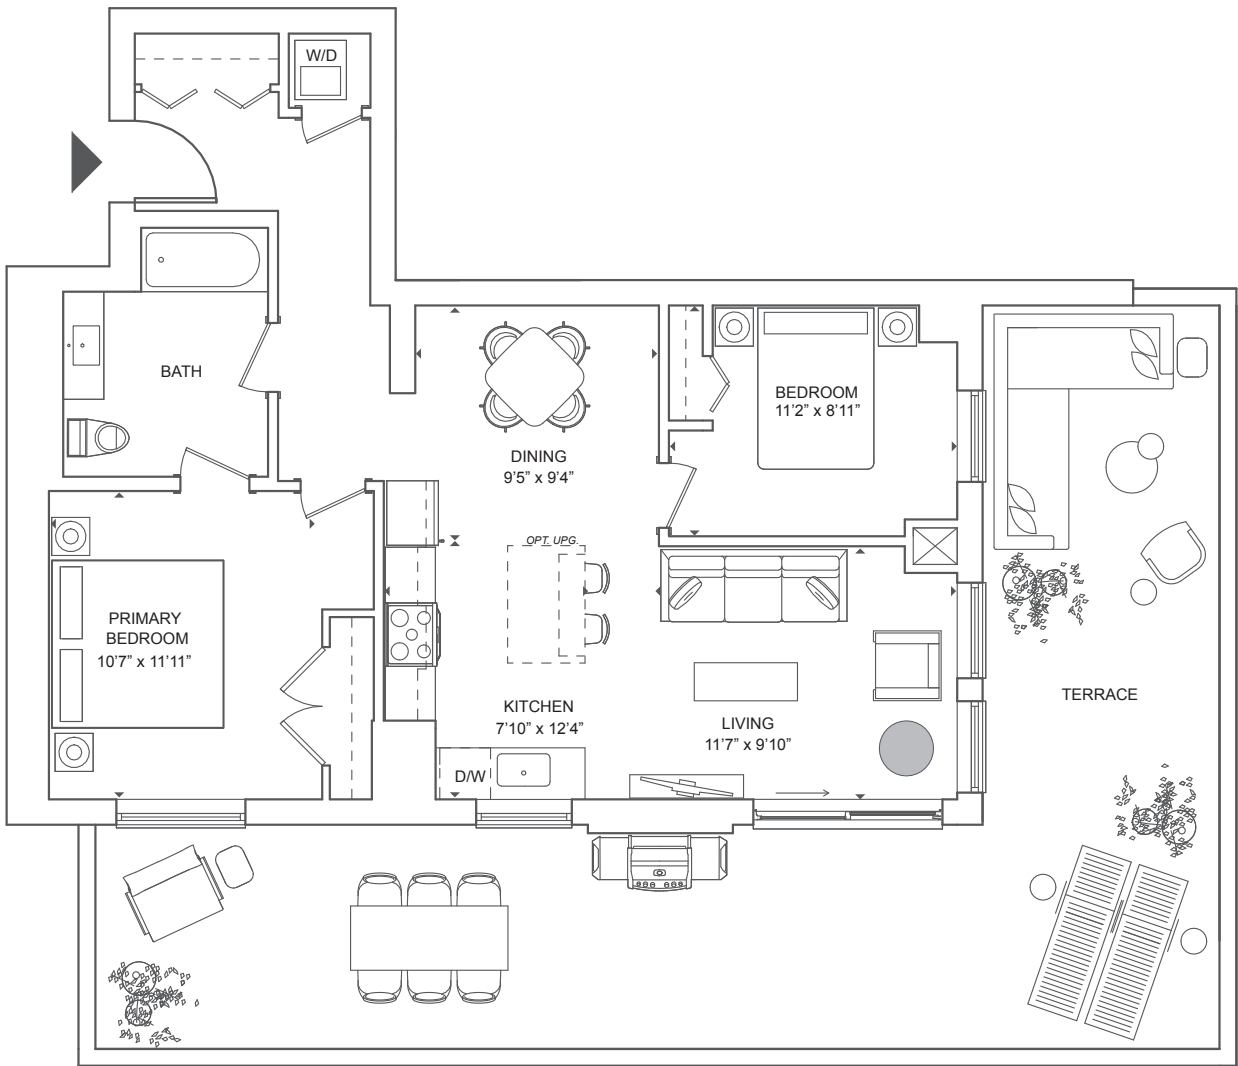 W/D
BATH
BEDROOM
11'2” x 8'11”
DINING
9’5” x 9’4”
OPT. UPG.
PRIMARY
BEDROOM
10'7” x 11'11”
KITCHEN
7’10” x 12’4”
LIVING
11’7” x 9’10”
TERRACE
D/W